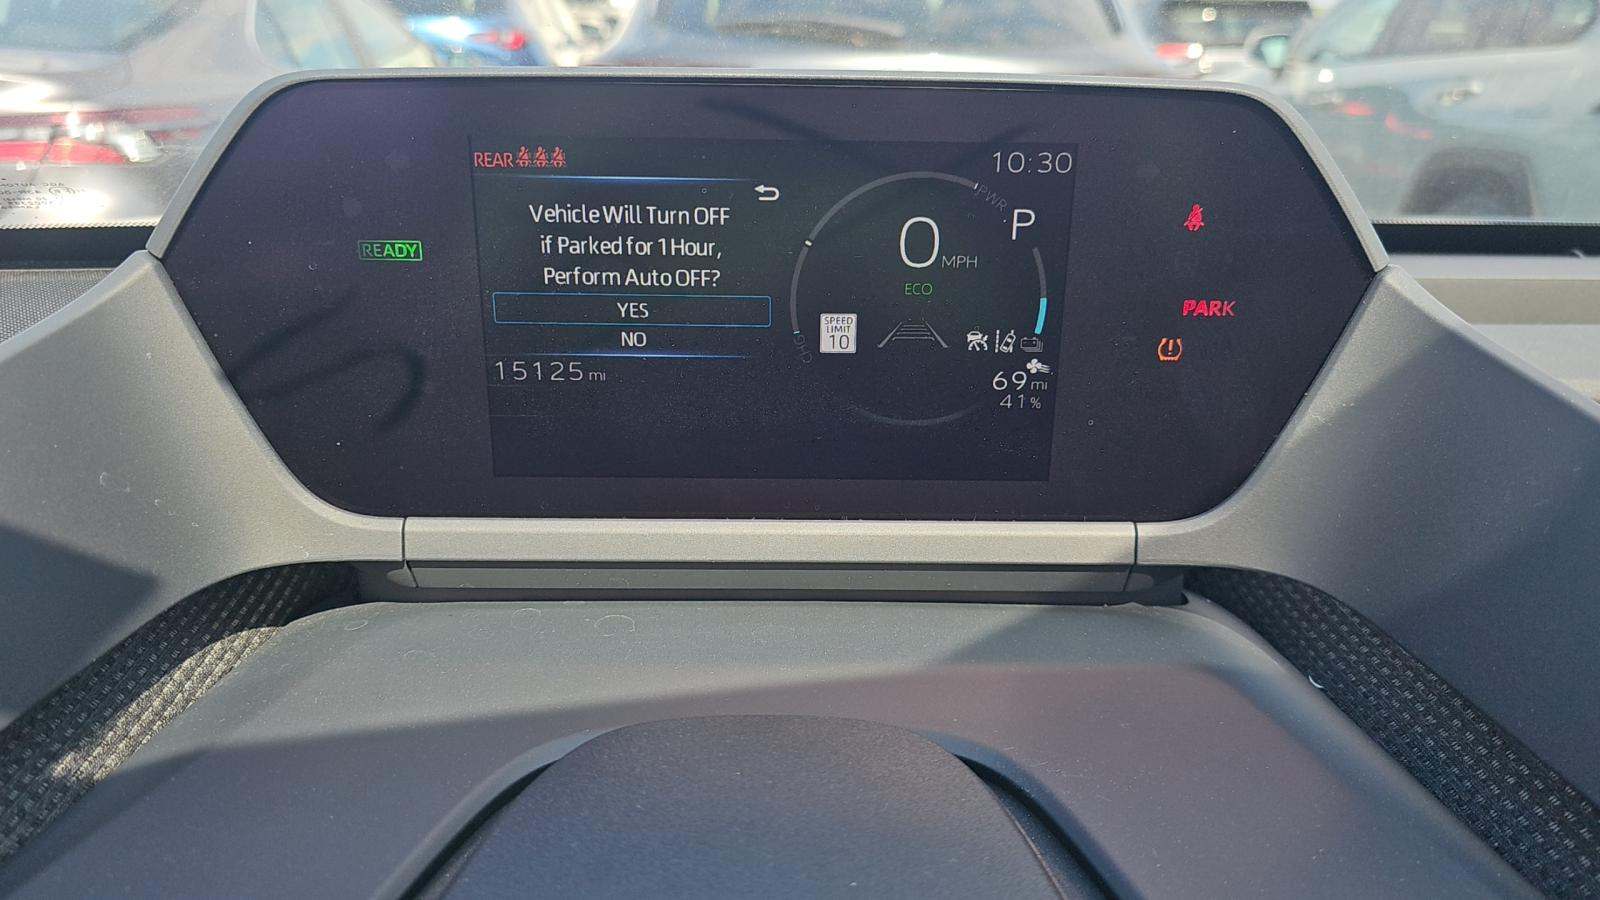 REAR
10:30
Vehicle Will Turn OFF
if Parked for 1 Hour,
Perform Auto OFF?
YES
NO
15125 mi
READY
PWR
P
0 MPH
ECO
SPEED
LIMIT
10
CHG
69 mi
41%
PARK